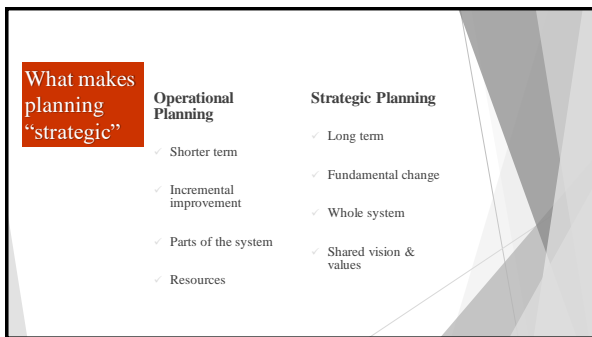 What makes
planning
“strategic”
Operational
Planning
✓ Shorter term
✓ Incremental
improvement
✓ Parts of the system
✓ Resources
Strategic Planning
✓ Long term
✓ Fundamental change
✓ Whole system
✓ Shared vision &
values